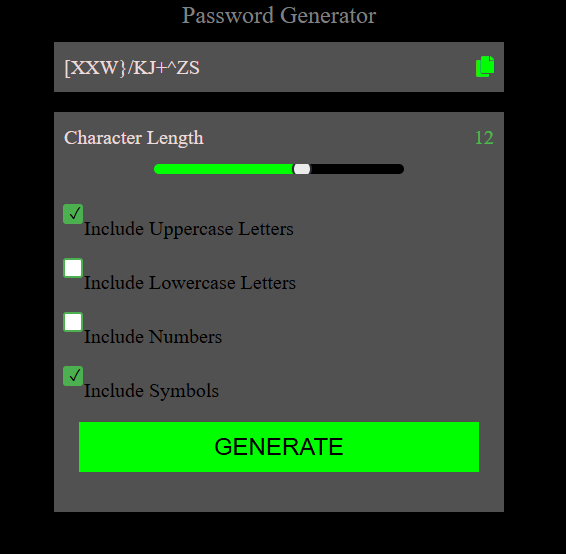 Password Generator
[XXW}/KJ+^ZS
Character Length 12
Include Uppercase Letters
Include Lowercase Letters
Include Numbers
Include Symbols
GENERATE